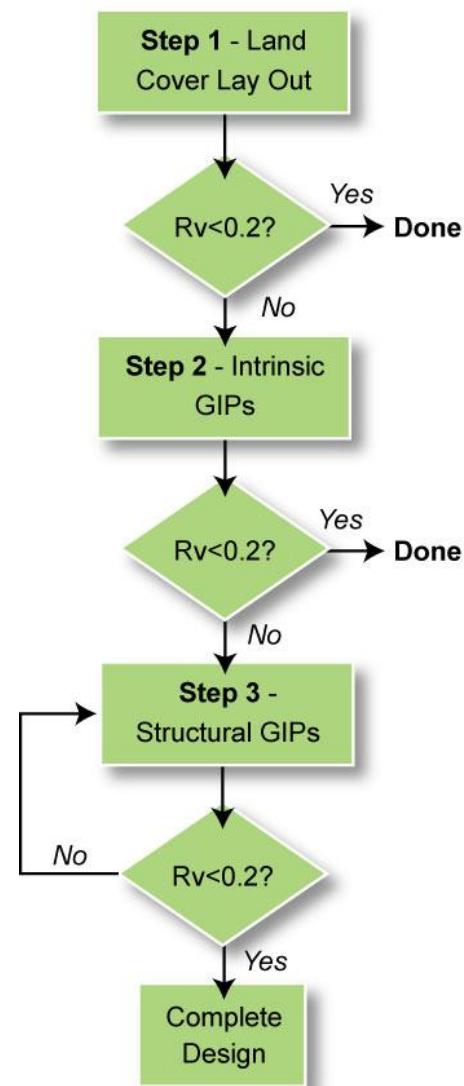 Step 1 - Land
Cover Lay Out
Yes
Rv<0.2?
Done
No
Step 2 - Intrinsic
GIPs
Yes
Rv<0.2?
Done
No
Step 3 -
Structural GIPs
No
Rv<0.2?
Yes
Complete
Design